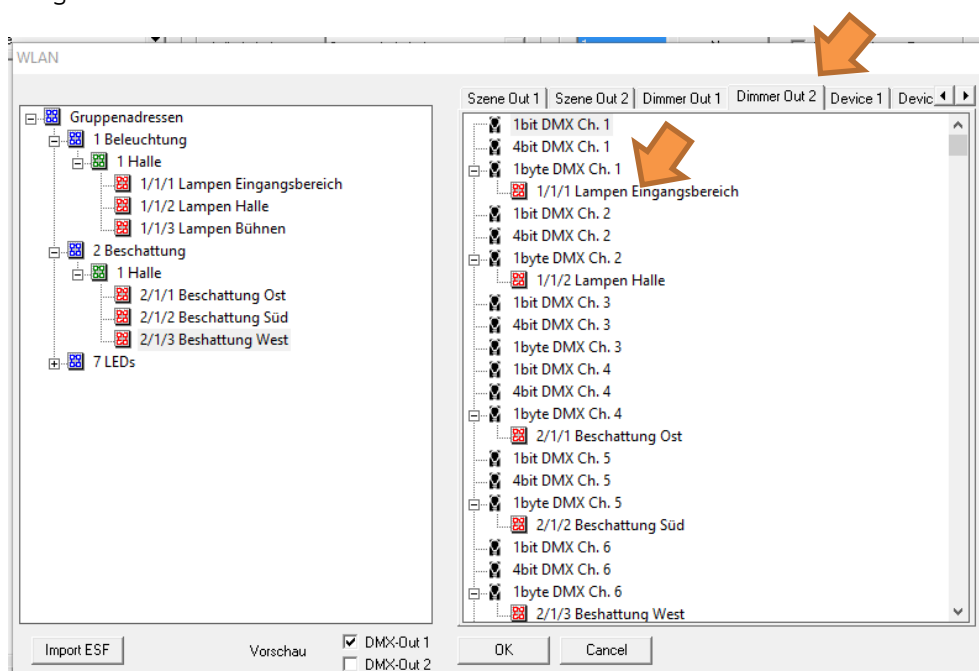 WLAN
Gruppenadressen
1 Beleuchtung
1 Halle
1/1/1 Lampen Eingangsbereich
1/1/2 Lampen Halle
1/1/3 Lampen Bühnen
2 Beschattung
1 Halle
2/1/1 Beschattung Ost
2/1/2 Beschattung Süd
2/1/3 Beshattung West
7 LEDs
Szene Out 1 Szene Out 2 Dimmer Out 1 Dimmer Out 2 Device 1 Devic
1bit DMX Ch. 1
4bit DMX Ch. 1
1byte DMX Ch. 1
1/1/1 Lampen Eingangsbereich
1bit DMX Ch. 2
4bit DMX Ch. 2
1byte DMX Ch. 2
1/1/2 Lampen Halle
1bit DMX Ch. 3
4bit DMX Ch. 3
1byte DMX Ch. 3
1bit DMX Ch. 4
4bit DMX Ch. 4
1byte DMX Ch. 4
2/1/1 Beschattung Ost
1bit DMX Ch. 5
4bit DMX Ch. 5
1byte DMX Ch. 5
2/1/2 Beschattung Süd
1bit DMX Ch. 6
4bit DMX Ch. 6
1byte DMX Ch. 6
2/1/3 Beshattung West
Import ESF Vorschau DMX-Out 1 OK Cancel
DMX-Out 2